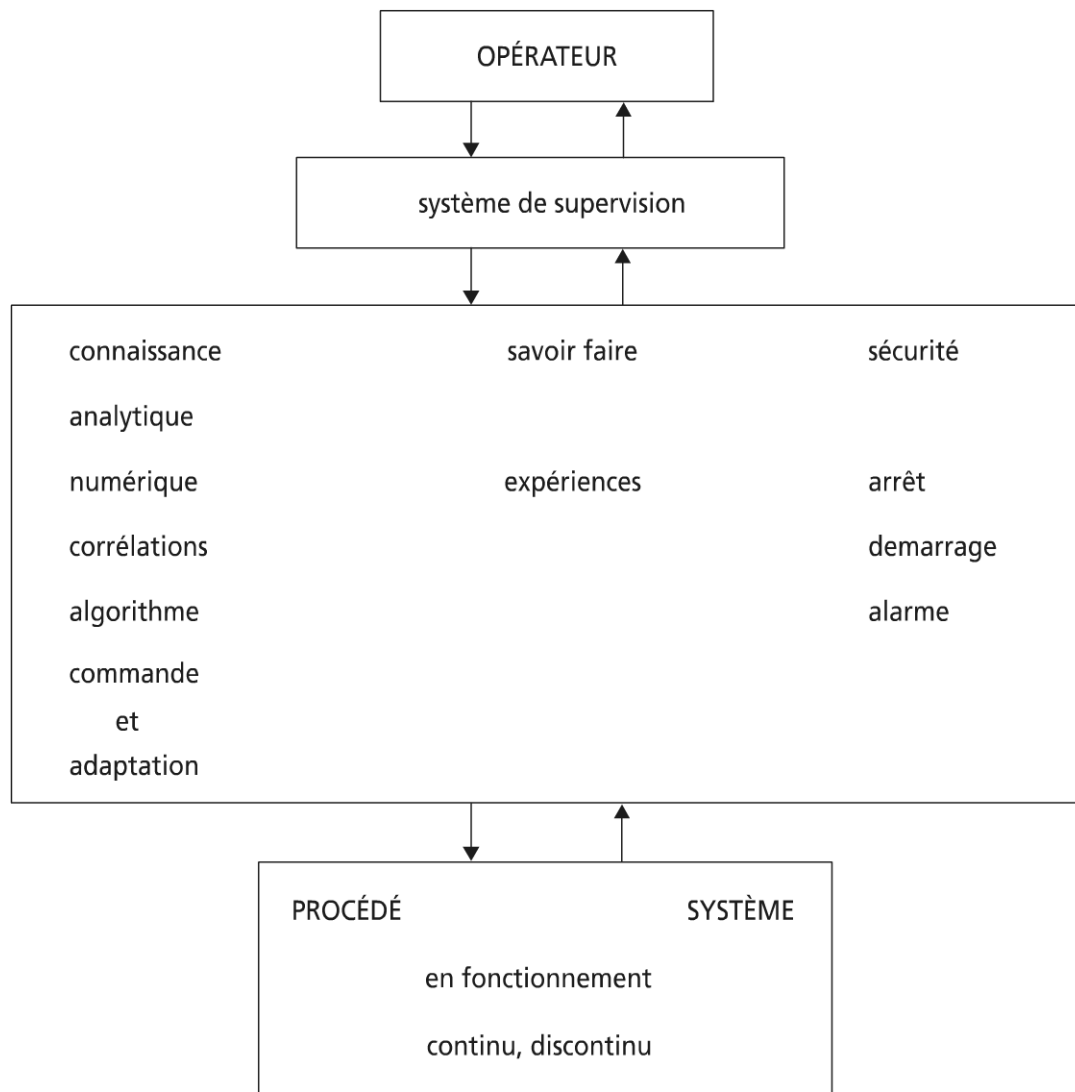 OPÉRATEUR
système de supervision
connaissance savoir faire sécurité
analytique
numérique expériences arrêt
corrélations demarrage
algorithme alarme
commande
et
adaptation
PROCÉDÉ SYSTÈME
en fonctionnement
continu, discontinu